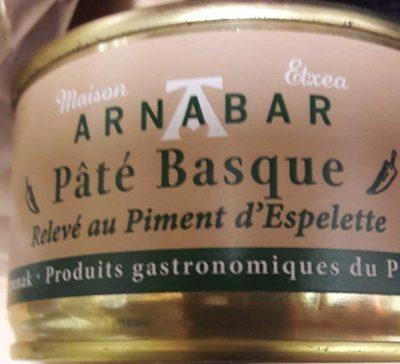 Maison Etxea
ARNABAR
Pâté Basque
Relevé au Piment d'Espelette
· Produits gastronomiques du